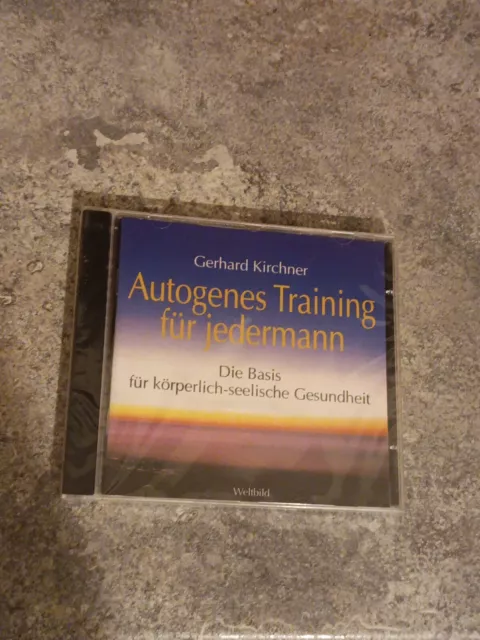 Gerhard Kirchner
Autogenes Training
für jedermann
Die Basis
für körperlich-seelische Gesundheit
Weltbild